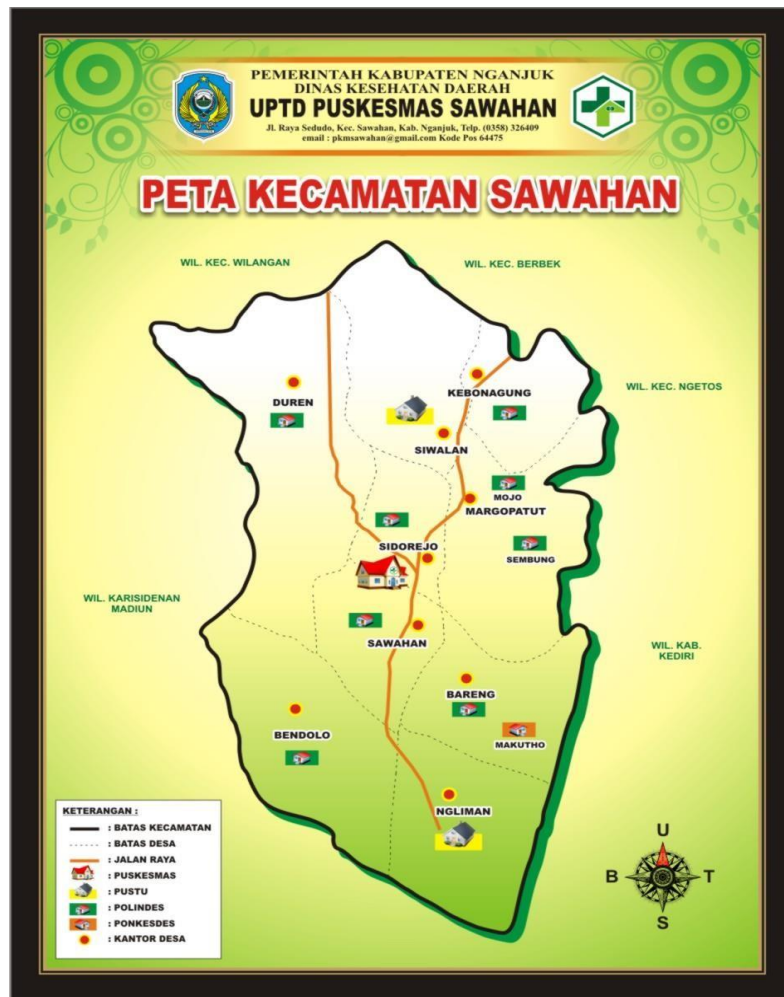 PEMERINTAH KABUPATEN NGANJUK
DINAS KESEHATAN DAERAH
UPTD PUSKESMAS SAWAHAN
Jl. Raya Sedudo, Kec. Sawahan, Kab. Nganjuk, Telp. (0358) 326409
email : pkmsawahan@gmail.com Kode Pos 64475
PETA KECAMATAN SAWAHAN
WIL. KEC. WILANGAN
WIL. KEC. BERBEK
WIL. KEC. NGETOS
KEBONAGUNG
DUREN
SIWALAN
MOJO
MARGOPATUT
SIDOREJO
SEMBUNG
WIL. KARISIDENAN
MADIUN
SAWAHAN
WIL. KAB.
KEDIRI
BARENG
BENDOLO
MAKUTHO
NGLIMAN
KETERANGAN :
: BATAS KECAMATAN
: BATAS DESA
: JALAN RAYA
: PUSKESMAS
: PUSTU
: POLINDES
: PONKESDES
: KANTOR DESA
U
B
T
S